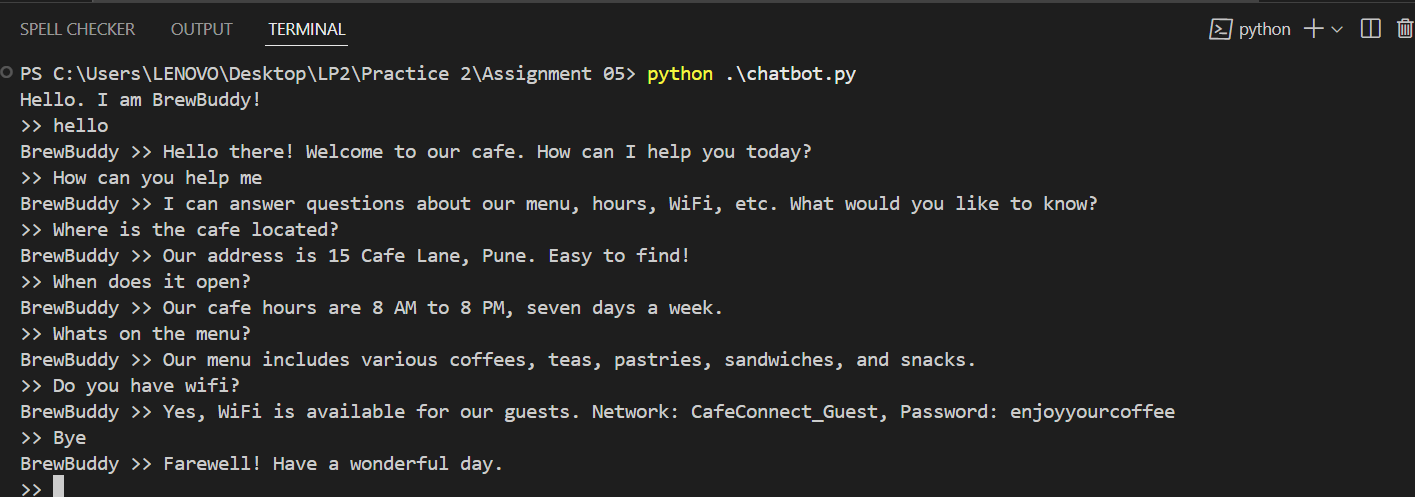 SPELL CHECKER OUTPUT TERMINAL python
PS C:\Users\LENOVO\Desktop\LP2\Practice 2\Assignment 05> python .\chatbot.py
Hello. I am BrewBuddy!
>> hello
BrewBuddy >> Hello there! Welcome to our cafe. How can I help you today?
>> How can you help me
BrewBuddy >> I can answer questions about our menu, hours, WiFi, etc. What would you like to know?
>> Where is the cafe located?
BrewBuddy >> Our address is 15 Cafe Lane, Pune. Easy to find!
>> When does it open?
BrewBuddy >> Our cafe hours are 8 AM to 8 PM, seven days a week.
>> Whats on the menu?
BrewBuddy >> Our menu includes various coffees, teas, pastries, sandwiches, and snacks.
>> Do you have wifi?
BrewBuddy >> Yes, WiFi is available for our guests. Network: CafeConnect_Guest, Password: enjoyyourcoffee
>> Bye
BrewBuddy >> Farewell! Have a wonderful day.
>>